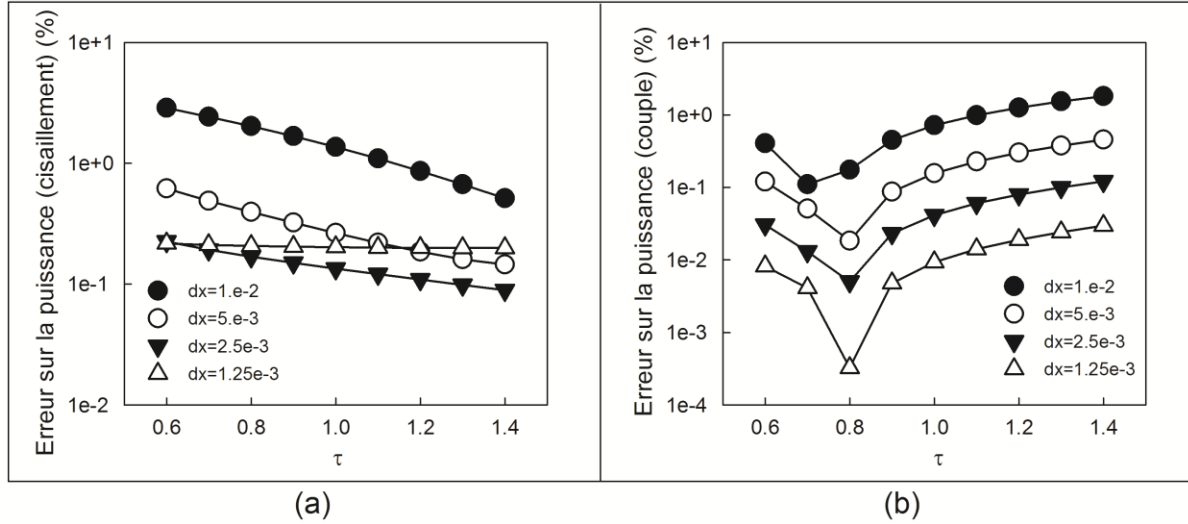 Erreur sur la puissance (cisaillement) (%)
1e+1
1e+0
1e-1
1e-2
dx=1.e-2
dx=5.e-3
dx=2.5e-3
dx=1.25e-3
0.6 0.8 1.0 1.2 1.4
τ
(a)
Erreur sur la puissance (couple) (%)
1e+1
1e+0
1e-1
1e-2
1e-3
1e-4
dx=1.e-2
dx=5.e-3
dx=2.5e-3
dx=1.25e-3
0.6 0.8 1.0 1.2 1.4
τ
(b)